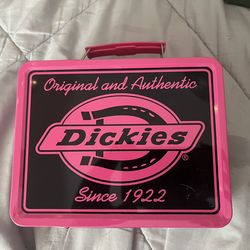 Original and Authentic
Dickies®
Since 1922